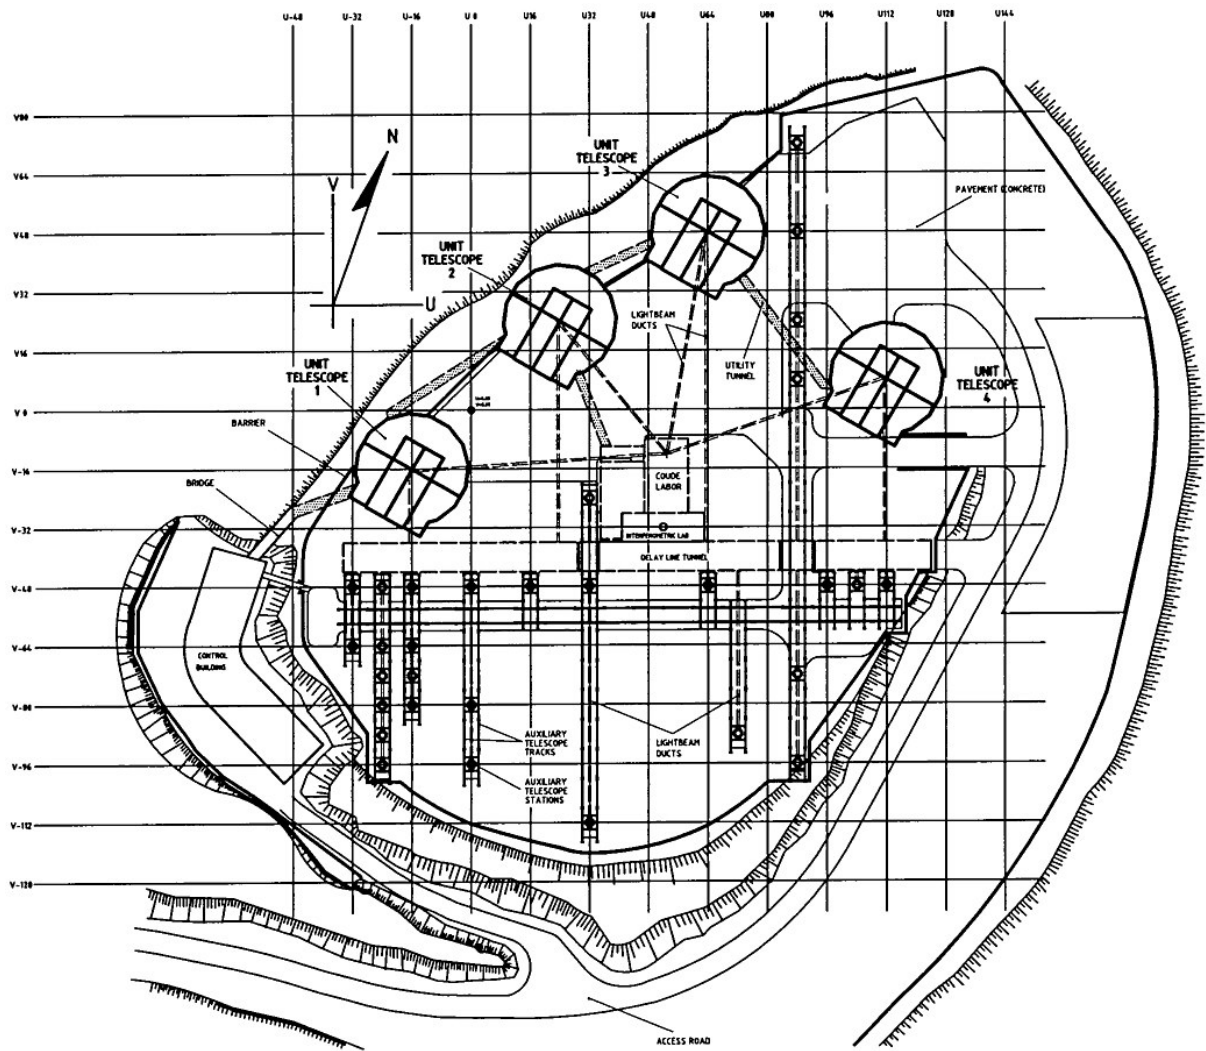 U-48
U-32
U-16
U 0
U16
U32
U48
U64
U80
U96
U112
U128
U144
V80
V64
V48
V32
V16
V 0
V-16
V-32
V-48
V-64
V-80
V-96
V-112
V-128
N
V
U
UNIT
TELESCOPE
3
UNIT
TELESCOPE
2
UNIT
TELESCOPE
1
UNIT
TELESCOPE
4
PAVEMENT (CONCRETE)
LIGHTBEAM
DUCTS
UTILITY
TUNNEL
BARRIER
BRIDGE
COUDE
LABOR
INTERFEROMETRIC LAB
DELAY LINE TUNNEL
CONTROL
BUILDING
AUXILIARY
TELESCOPE
TRACKS
LIGHTBEAM
DUCTS
AUXILIARY
TELESCOPE
STATIONS
ACCESS ROAD